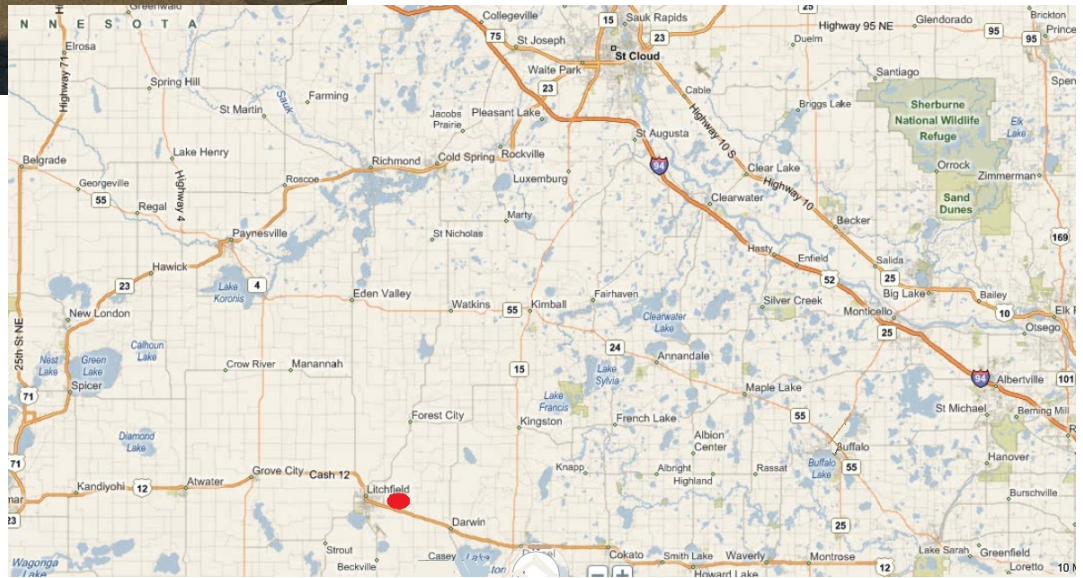 Greenwald
N N E S O T A
Elrosa
Highway 71
Spring Hill
Farming
St Martin
Sauk
Collegeville
75
St Joseph
15
Sauk Rapids
23
St Cloud
Waite Park
23
25
Highway 95 NE
Duelm
Glendorado
95
95
Brickton
Santiago
Cable
Briggs Lake
Sherburne
National Wildlife
Refuge
Elk
Lake
Jacobs
Prairie
Pleasant Lake
St Augusta
Highway 10 S
Belgrade
Lake Henry
Richmond
Cold Spring
Rockville
Luxemburg
94
Clear Lake
Orrock
Zimmerman
Georgeville
55
Regal
Highway 4
Roscoe
Clearwater
Highway 10
Sand
Dunes
Marty
St Nicholas
Becker
169
Paynesville
Hawick
23
Lake
Koronis
4
Hasty
Enfield
52
Salida
25
Big Lake
Bailey
10
Eden Valley
Watkins
55
Kimball
Fairhaven
Silver Creek
Monticello
25
Otsego
New London
25th St NE
Clearwater
Lake
Nest
Lake
Green
Lake
Calhoun
Lake
Crow River
Manannah
24
Annandale
15
Lake
Sylvia
Spicer
71
Maple Lake
94
Albertville
101
St Michael
Berning Mill
Lake
Francis
55
Forest City
Kingston
French Lake
Diamond
Lake
Albion
Center
Buffalo
Buffalo
Lake
55
Hanover
71
Grove City
Cash 12
Knapp
Albright
Highland
Rassat
Kandiyohi
12
Atwater
Litchfield
Burschville
23
Darwin
25
Strout
Beckville
Casey
Lake
Cokato
Smith Lake
Waverly
Montrose
12
Howard Lake
Lake Sarah
Greenfield
Loretto
Wagonga
Lake